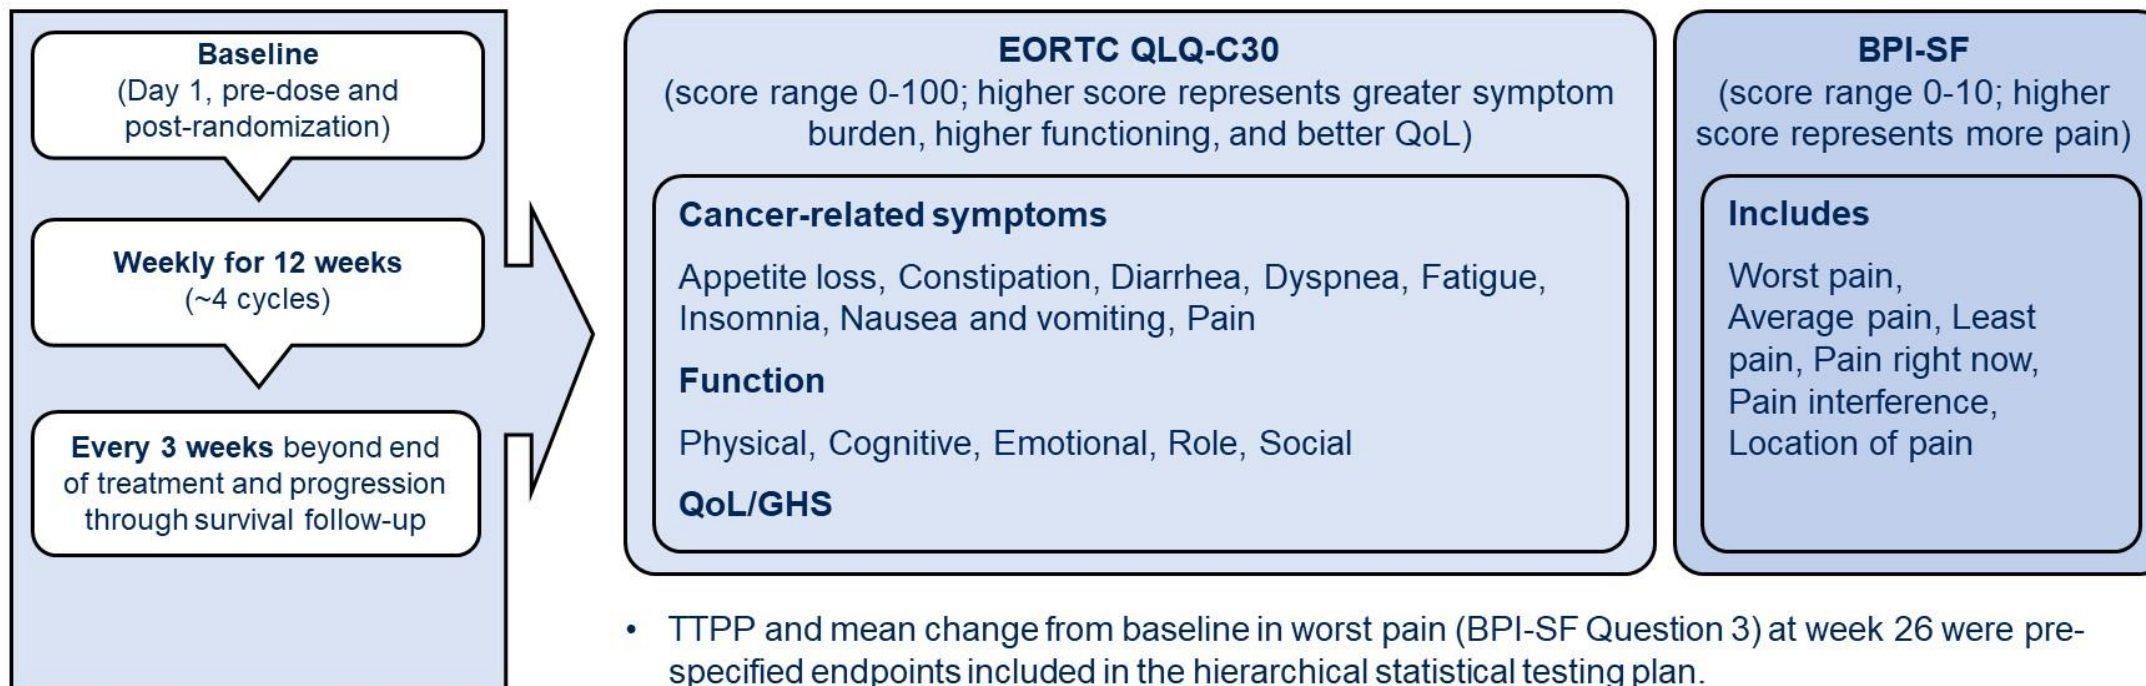 Baseline
(Day 1, pre-dose and
post-randomization)
Weekly for 12 weeks
(~4 cycles)
Every 3 weeks beyond end
of treatment and progression
through survival follow-up
EORTC QLQ-C30
(score range 0-100; higher score represents greater symptom
burden, higher functioning, and better QoL)
Cancer-related symptoms
Appetite loss, Constipation, Diarrhea, Dyspnea, Fatigue,
Insomnia, Nausea and vomiting, Pain
Function
Physical, Cognitive, Emotional, Role, Social
QoL/GHS
BPI-SF
(score range 0-10; higher
score represents more pain)
Includes
Worst pain,
Average pain, Least
pain, Pain right now,
Pain interference,
Location of pain
• TTPP and mean change from baseline in worst pain (BPI-SF Question 3) at week 26 were pre-
specified endpoints included in the hierarchical statistical testing plan.